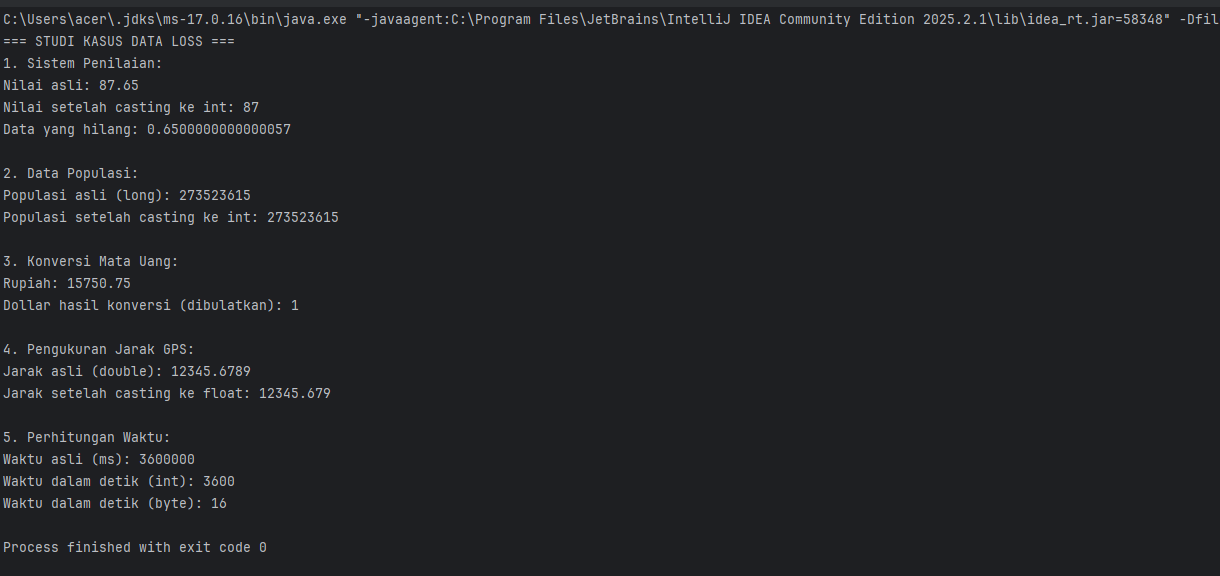 C:\Users\acer\.jdks\ms-17.0.16\bin\java.exe "-javaagent:C:\Program Files\JetBrains\IntelliJ IDEA Community Edition 2025.2.1\lib\idea_rt.jar=58348" -Dfil
=== STUDI KASUS DATA LOSS ===
1. Sistem Penilaian:
Nilai asli: 87.65
Nilai setelah casting ke int: 87
Data yang hilang: 0.6500000000000057
2. Data Populasi:
Populasi asli (long): 273523615
Populasi setelah casting ke int: 273523615
3. Konversi Mata Uang:
Rupiah: 15750.75
Dollar hasil konversi (dibulatkan): 1
4. Pengukuran Jarak GPS:
Jarak asli (double): 12345.6789
Jarak setelah casting ke float: 12345.679
5. Perhitungan Waktu:
Waktu asli (ms): 3600000
Waktu dalam detik (int): 3600
Waktu dalam detik (byte): 16
Process finished with exit code 0